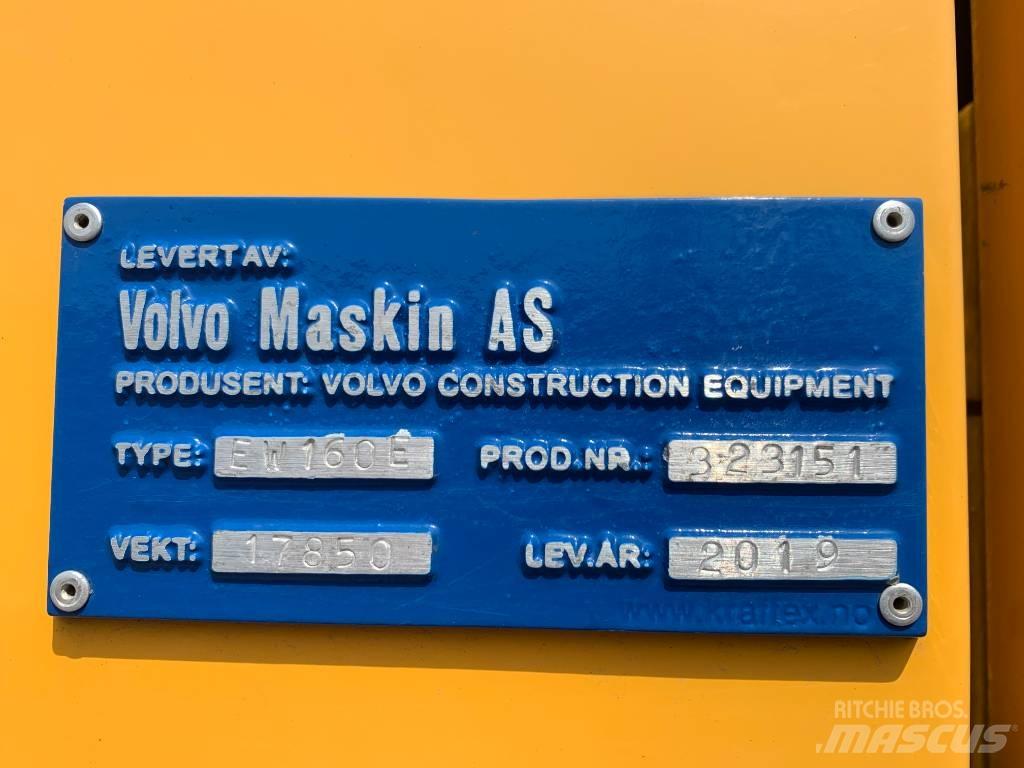 LEVERT AV:
Volvo Maskin AS
PRODUSENT: VOLVO CONSTRUCTION EQUIPMENT
TYPE: EW160E PROD.NR.: 323151
VEKT: 17850 LEV.ÅR: 2019
www.kraftex.no
RITCHIE BROS.
MASCUS